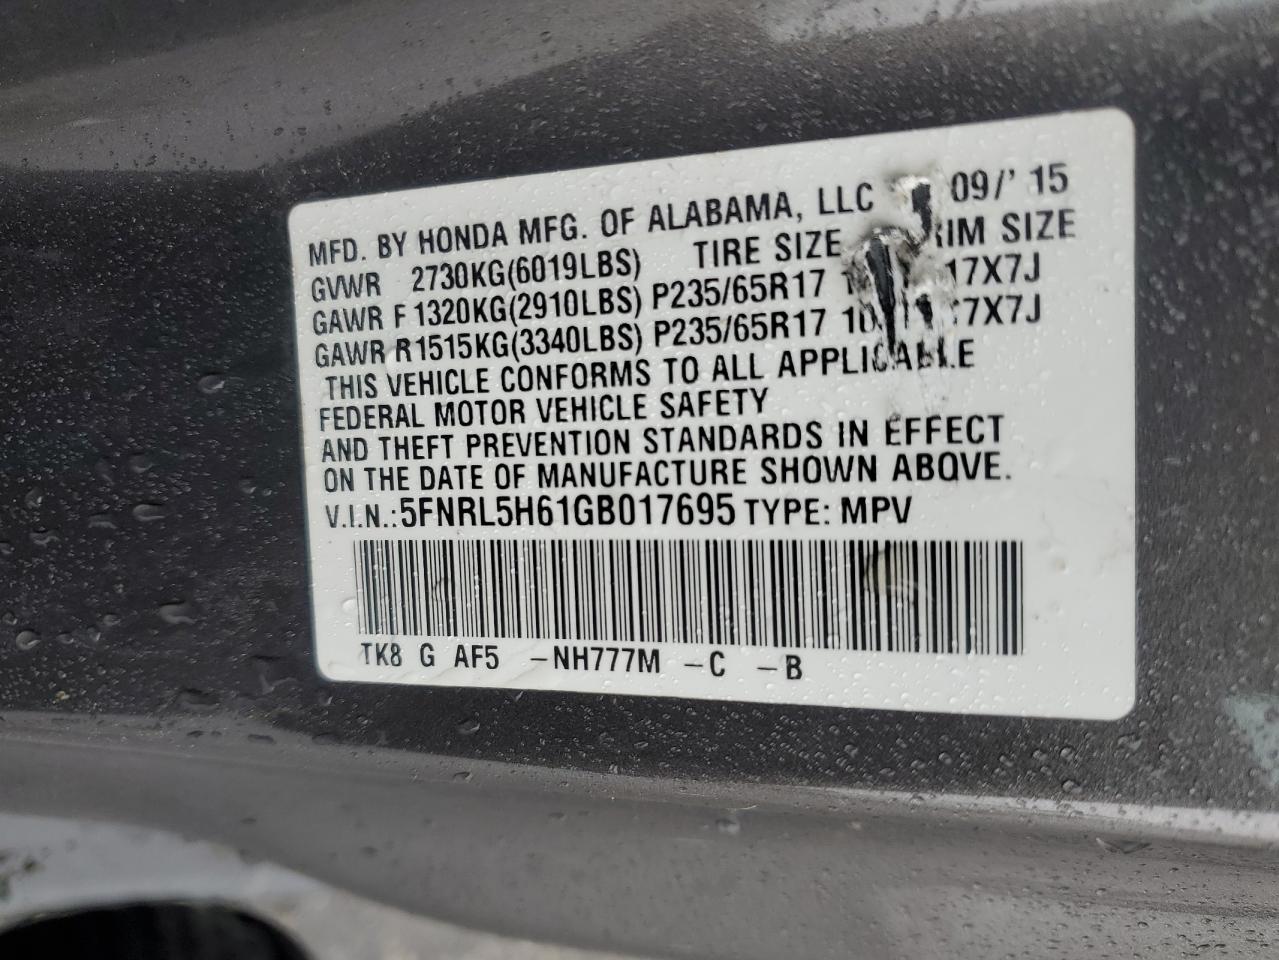 MFD. BY HONDA MFG. OF ALABAMA, LLC 09/' 15
GVWR 2730KG(6019LBS) TIRE SIZE SIZE
GAWR F 1320KG(2910LBS) P235/65R17 17X7J
GAWR R1515KG(3340LBS) P235/65R17
THIS VEHICLE CONFORMS TO ALL APPLICABLE
FEDERAL MOTOR VEHICLE SAFETY
AND THEFT PREVENTION STANDARDS IN EFFECT
ON THE DATE OF MANUFACTURE SHOWN ABOVE.
V.I.N.:5FNRL5H61GB017695 TYPE: MPV
TK8 G AF5 -NH777M -C -B